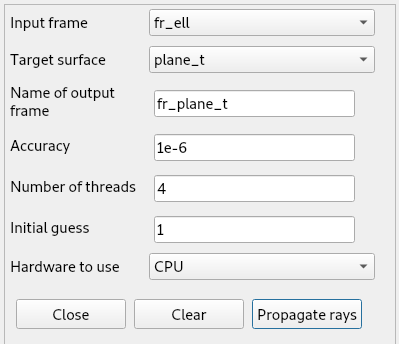 Input frame fr_ell
Target surface plane_t
Name of output
frame fr_plane_t
Accuracy 1e-6
Number of threads 4
Initial guess 1
Hardware to use CPU
Close Clear Propagate rays